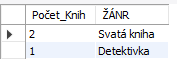 Počet_Knih ŽÁNR
2 Svatá kniha
1 Detektivka